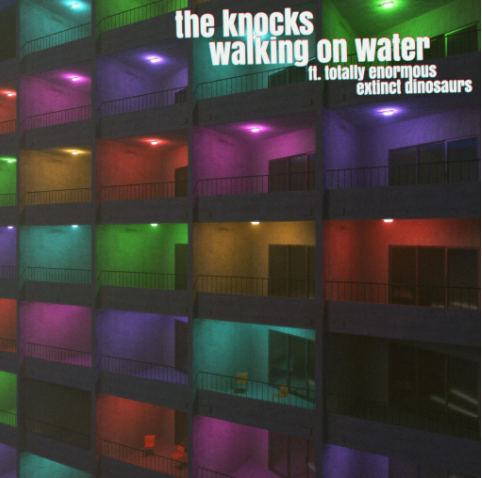 the knocks
walking on water
ft. totally enormous
extinct dinosaurs